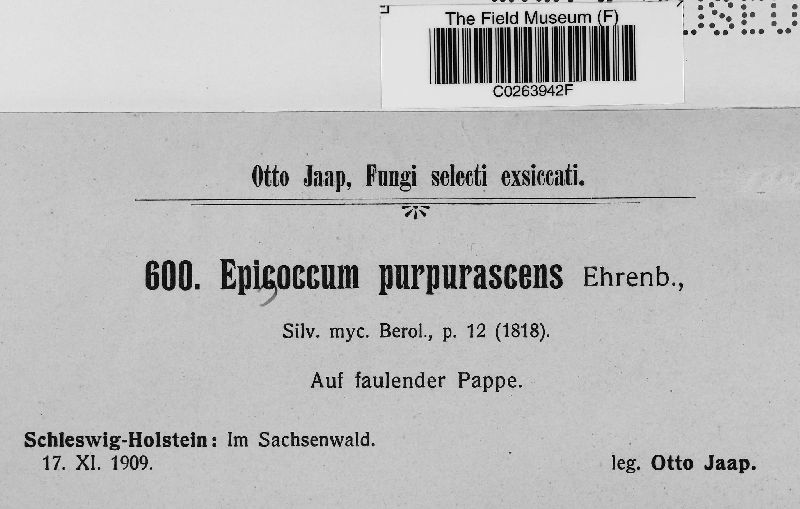 The Field Museum (F)
C0263942F
Otto Jaap, Fungi selecti exsiccati.
600. Epicoccum purpurascens Ehrenb.,
Silv. myc. Berol., p. 12 (1818).
Auf faulender Pappe.
Schleswig-Holstein: Im Sachsenwald.
17. XI. 1909.
leg. Otto Jaap.